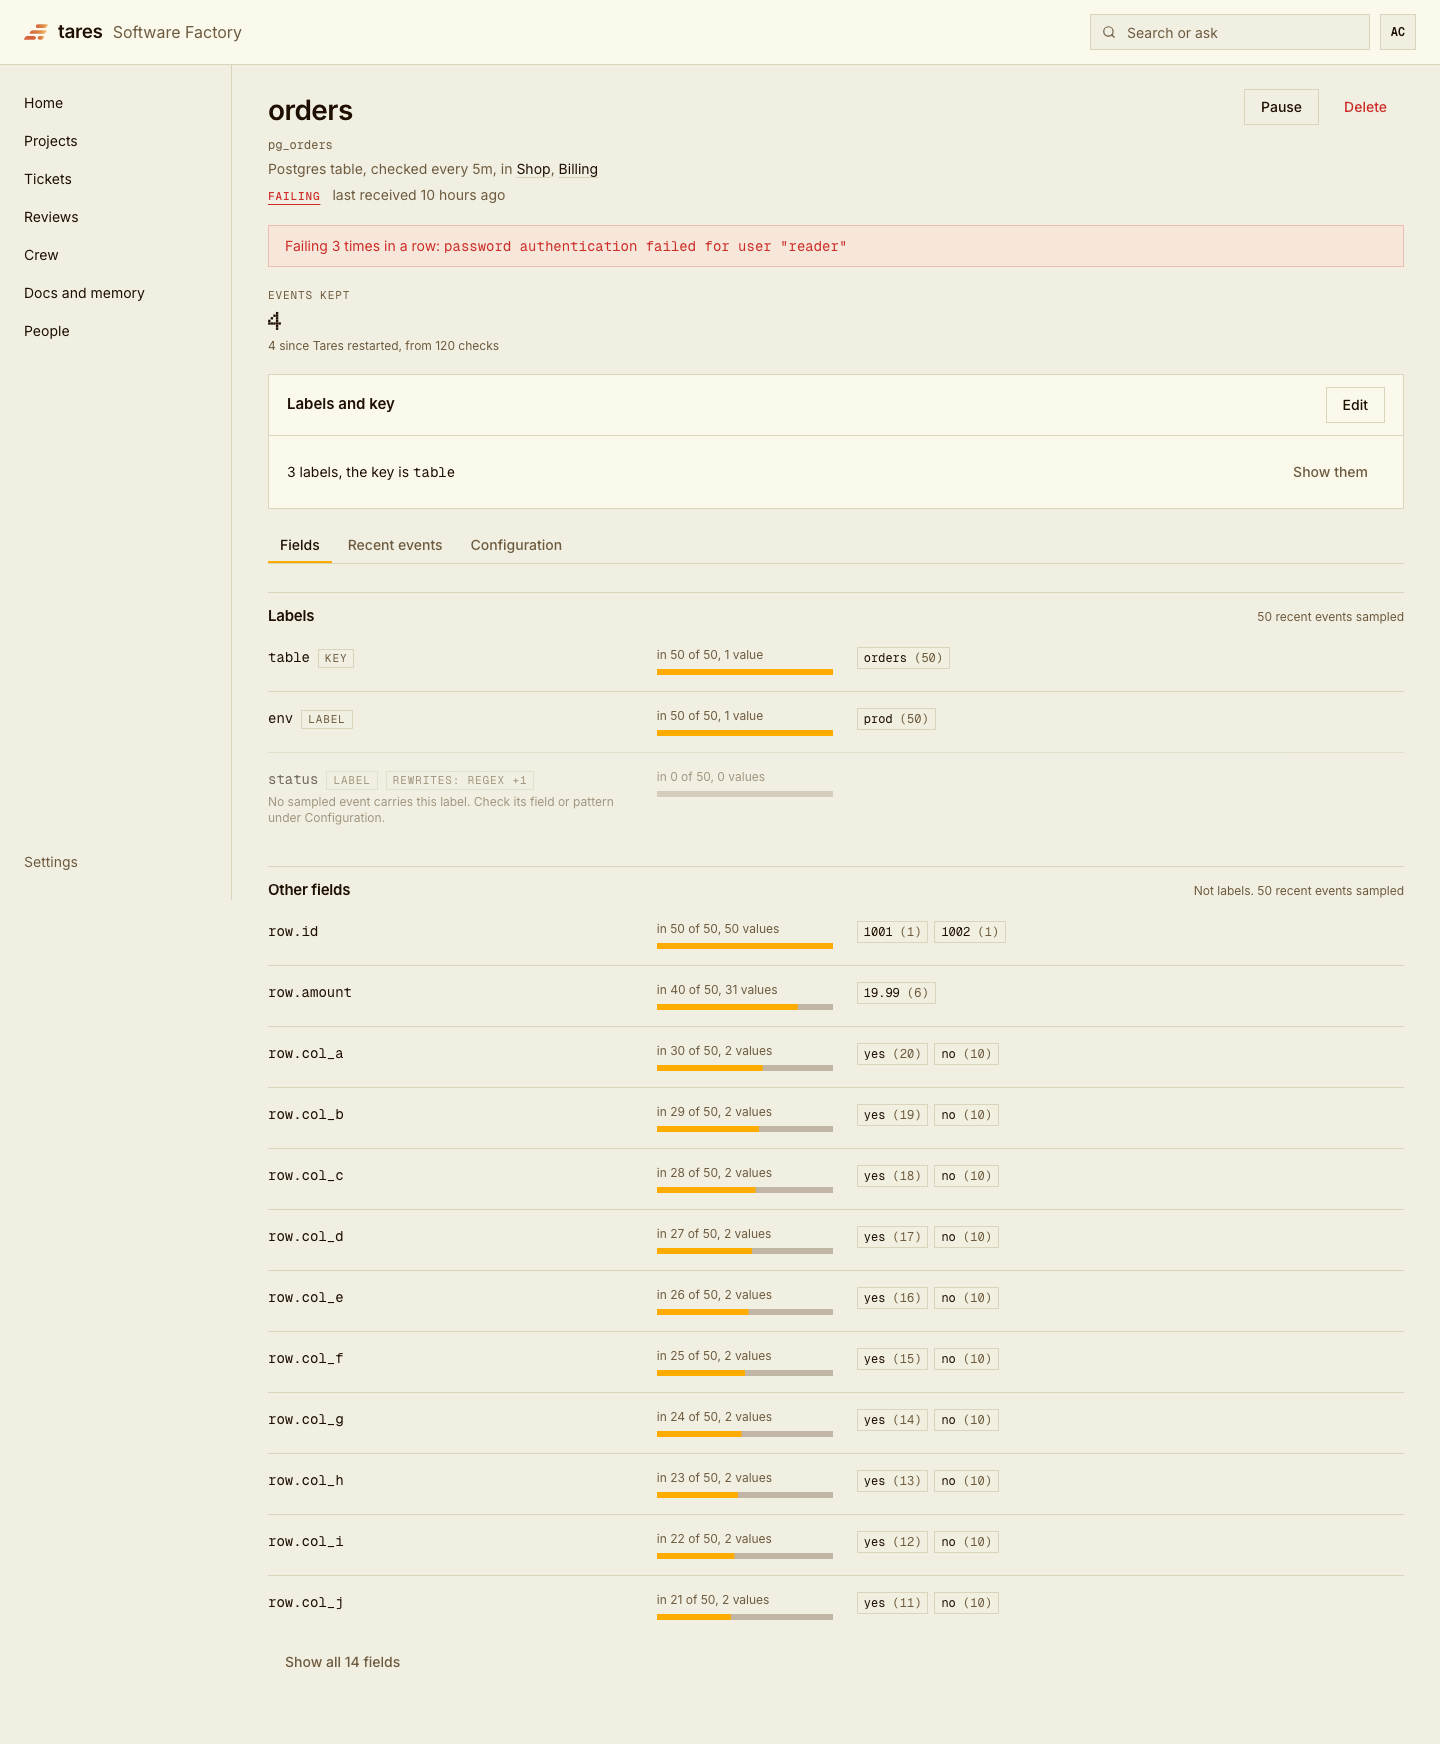 tares Software Factory
Search or ask
AC
Home
Projects
Tickets
Reviews
Crew
Docs and memory
People
Settings
orders
Pause
Delete
pg_orders
Postgres table, checked every 5m, in Shop, Billing
FAILING last received 10 hours ago
Failing 3 times in a row: password authentication failed for user "reader"
EVENTS KEPT
4
4 since Tares restarted, from 120 checks
Labels and key
Edit
3 labels, the key is table
Show them
Fields Recent events Configuration
Labels
50 recent events sampled
table KEY in 50 of 50, 1 value orders (50)
env LABEL in 50 of 50, 1 value prod (50)
status LABEL REWRITES: REGEX +1 in 0 of 50, 0 values
No sampled event carries this label. Check its field or pattern
under Configuration.
Other fields
Not labels. 50 recent events sampled
row.id in 50 of 50, 50 values 1001 (1) 1002 (1)
row.amount in 40 of 50, 31 values 19.99 (6)
row.col_a in 30 of 50, 2 values yes (20) no (10)
row.col_b in 29 of 50, 2 values yes (19) no (10)
row.col_c in 28 of 50, 2 values yes (18) no (10)
row.col_d in 27 of 50, 2 values yes (17) no (10)
row.col_e in 26 of 50, 2 values yes (16) no (10)
row.col_f in 25 of 50, 2 values yes (15) no (10)
row.col_g in 24 of 50, 2 values yes (14) no (10)
row.col_h in 23 of 50, 2 values yes (13) no (10)
row.col_i in 22 of 50, 2 values yes (12) no (10)
row.col_j in 21 of 50, 2 values yes (11) no (10)
Show all 14 fields